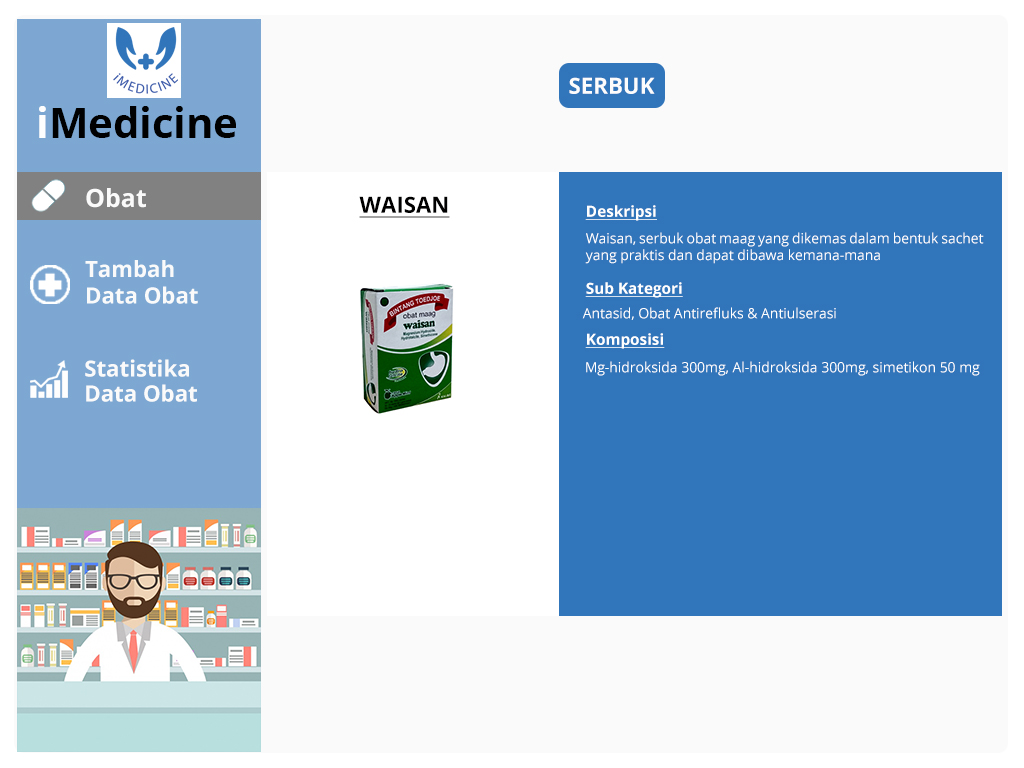 iMEDICINE
iMedicine
Obat
Tambah
Data Obat
Statistika
Data Obat
SERBUK
WAISAN
BINTANG TOEDJOE
obat maag
waisan
Deskripsi
Waisan, serbuk obat maag yang dikemas dalam bentuk sachet
yang praktis dan dapat dibawa kemana-mana
Sub Kategori
Antasid, Obat Antirefluks & Antiulserasi
Komposisi
Mg-hidroksida 300mg, Al-hidroksida 300mg, simetikon 50 mg